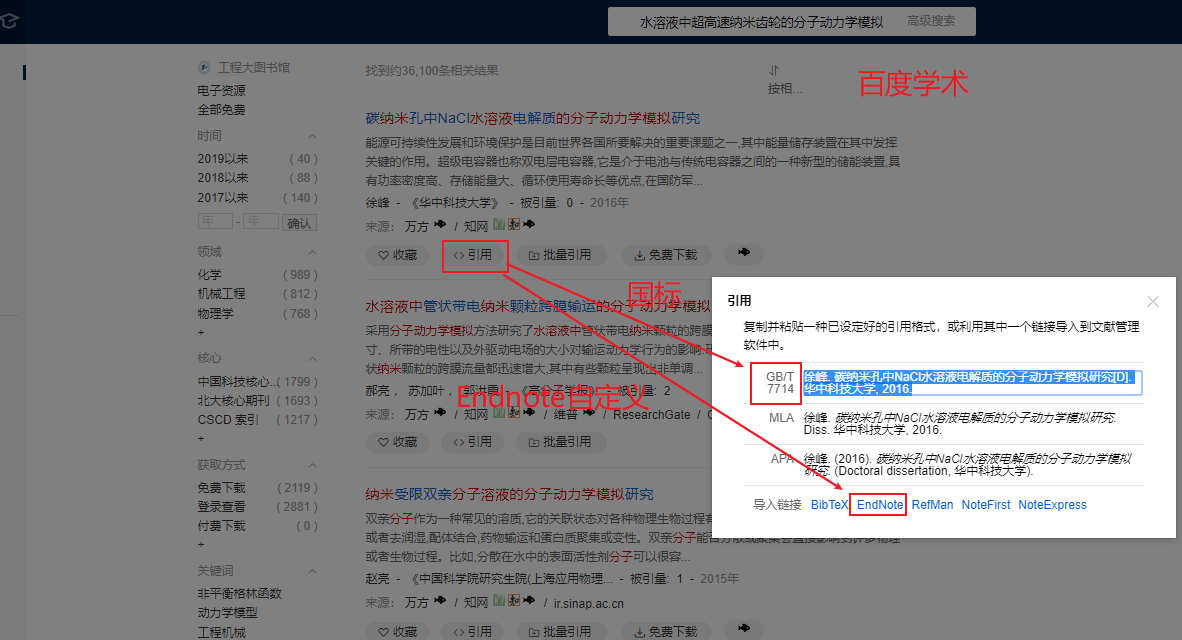 水溶液中超高速纳米齿轮的分子动力学模拟 高级搜索
工程大图书馆
电子资源
全部免费
时间
2019以来 ( 40 )
2018以来 ( 88 )
2017以来 ( 140 )
年 - 年 确认
领域
化学 ( 989 )
机械工程 ( 812 )
物理学 ( 768 )
+
核心
中国科技核心... ( 1799 )
北大核心期刊 ( 1693 )
CSCD 索引 ( 1217 )
+
获取方式
免费下载 ( 2119 )
登录查看 ( 2881 )
付费下载 ( 0 )
+
关键词
非平衡格林函数
动力学模型
工程机械
找到约36,100条相关结果
按相...
百度学术
碳纳米孔中NaCl水溶液电解质的分子动力学模拟研究
能源可持续性发展和环境保护是目前世界各国所要解决的重要课题之一,其中能量储存装置在其中发挥
关键的作用。超级电容器也称双电层电容器,它是介于电池与传统电容器之间的一种新型的储能装置,具
有功率密度高、存储能量大、循环使用寿命长等优点,在国防军...
徐峰 - 《华中科技大学》 - 被引量: 0 - 2016年
来源: 万方 / 知网
收藏 <>引用 批量引用 免费下载
国标
水溶液中管状带电纳米颗粒跨膜输运的分子动力学模拟
采用分子动力学模拟方法研究了水溶液中管状带电纳米颗粒的跨膜
寸、所带的电性以及外驱动电场的大小对输运动力学行为的影响.
状纳米颗粒的跨膜流量都迅速增大,其中有些颗粒呈现出非单调...
郝亮 , 苏加叶 , 郭洪霞 - 《高分子学报》 - 被引量: 2
Endnote自定义
来源: 万方 / 知网 / 维普 / ResearchGate /
收藏 <>引用 批量引用
纳米受限双亲分子溶液的分子动力学模拟研究
双亲分子作为一种常见的溶质,它的关联状态对各种物理生物过程有
或者去润湿,配体结合,药物输运和蛋白质聚集或变性。双亲分子能否分散或聚集会直接影响到许多物理
或者生物过程。比如,分散在水中的表面活性剂分子可以很容...
赵亮 - 《中国科学院研究生院(上海应用物理... - 被引量: 1 - 2015年
来源: 万方 / 知网 / ir.sinap.ac.cn
收藏 <>引用 批量引用 免费下载
引用
复制并粘贴一种已设定好的引用格式，或利用其中一个链接导入到文献管理
软件中。
GB/T 7714 徐峰. 碳纳米孔中NaCl水溶液电解质的分子动力学模拟研究[D].
华中科技大学, 2016.
MLA 徐峰. 碳纳米孔中NaCl水溶液电解质的分子动力学模拟研究.
Diss. 华中科技大学, 2016.
APA 徐峰. (2016). 碳纳米孔中NaCl水溶液电解质的分子动力学模拟
研究. (Doctoral dissertation, 华中科技大学).
导入链接 BibTeX EndNote RefMan NoteFirst NoteExpress